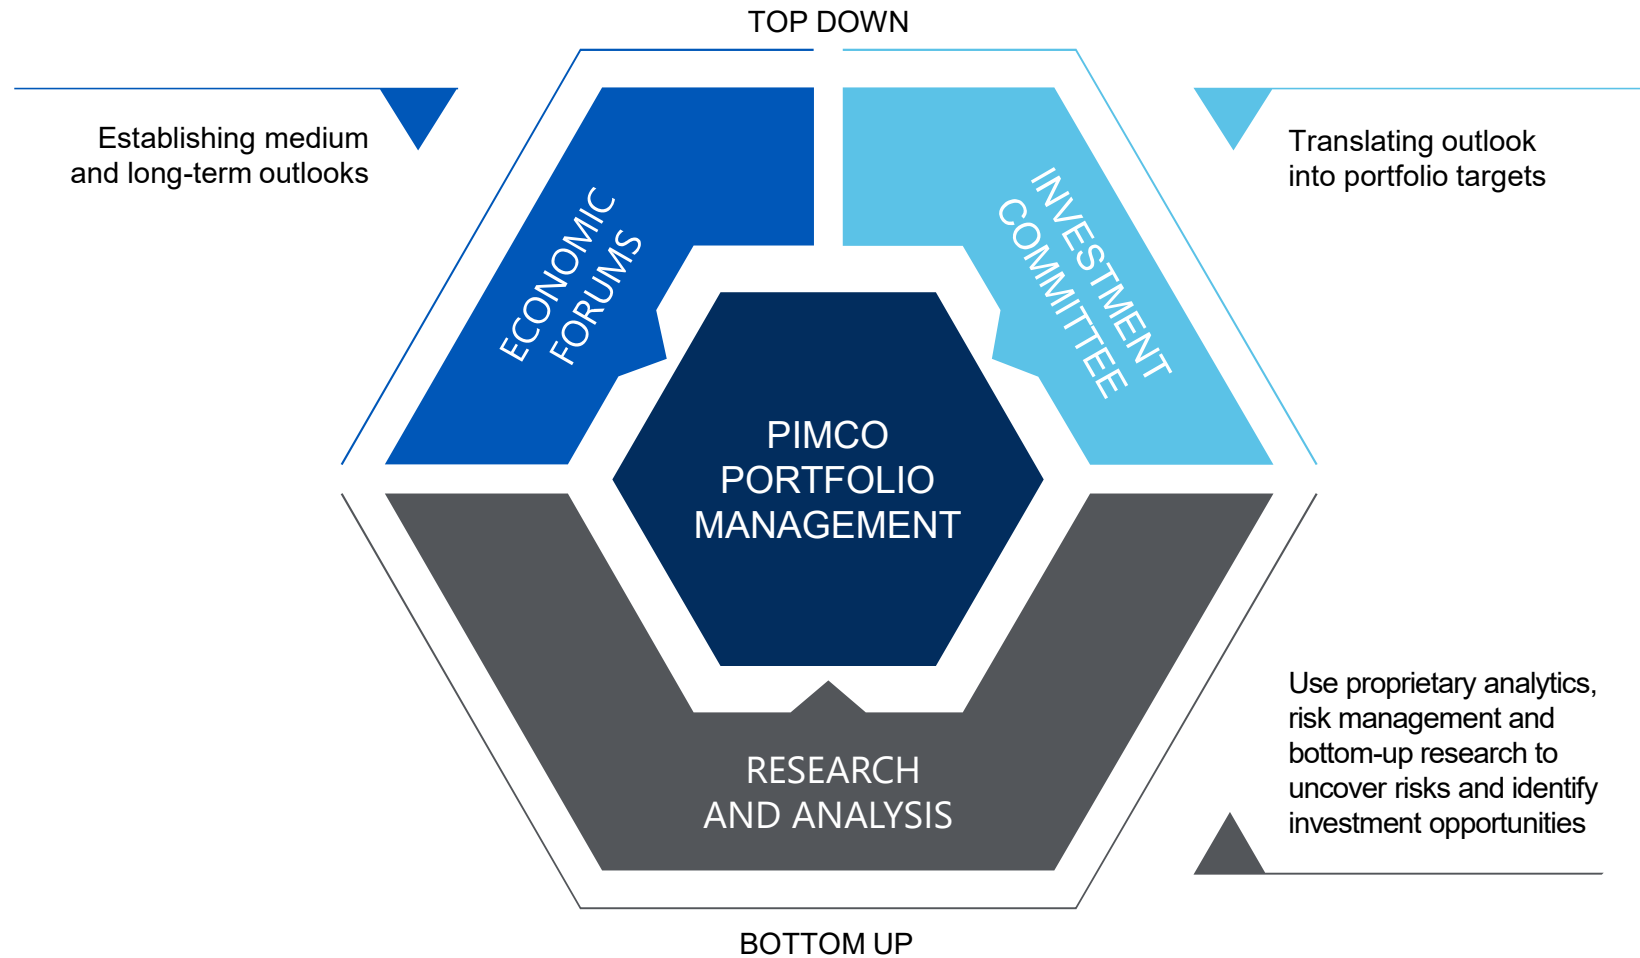 TOP DOWN
Establishing medium
and long-term outlooks
Translating outlook
into portfolio targets
ECONOMIC
FORUMS
INVESTMENT
COMMITTEE
PIMCO
PORTFOLIO
MANAGEMENT
Use proprietary analytics,
risk management and
bottom-up research to
uncover risks and identify
investment opportunities
RESEARCH
AND ANALYSIS
BOTTOM UP